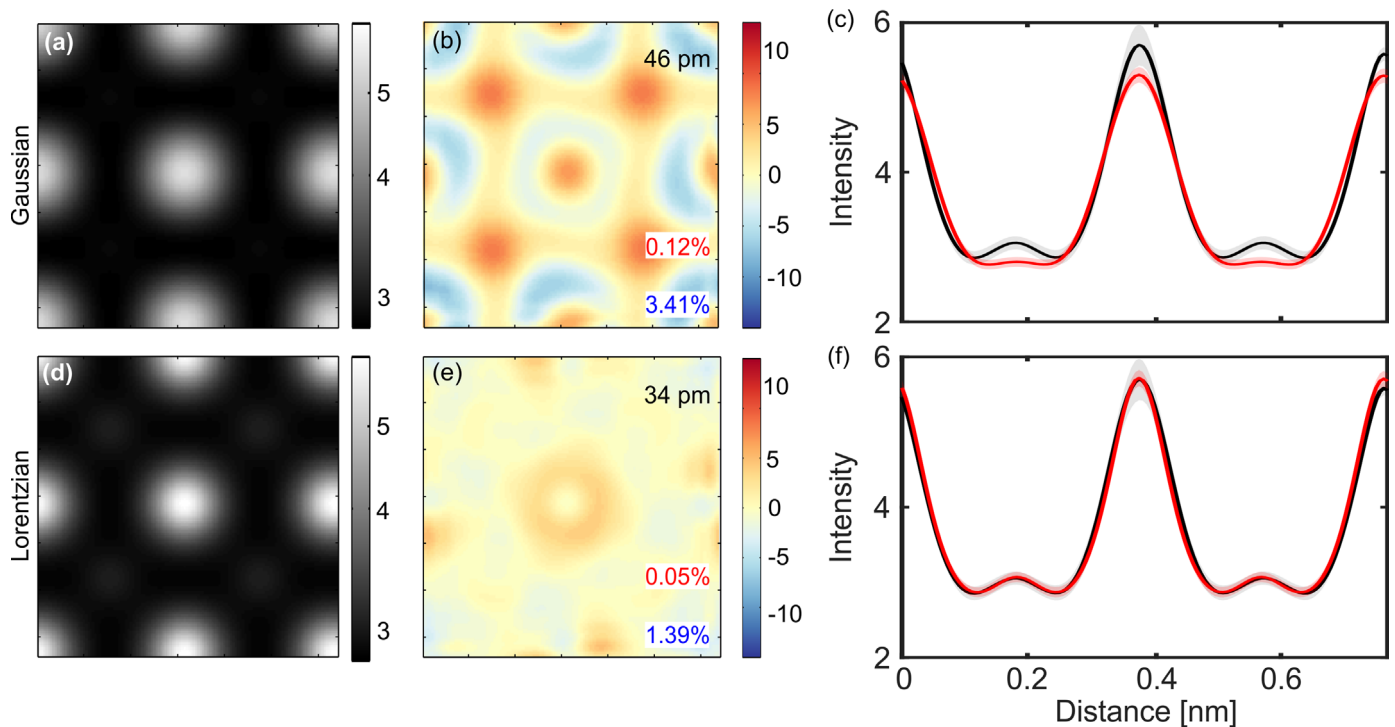 (a)
Gaussian
5
4
3
(b)
46 pm
0.12%
3.41%
10
5
0
-5
-10
(c)
Intensity
6
4
2
(d)
Lorentzian
5
4
3
(e)
34 pm
0.05%
1.39%
10
5
0
-5
-10
(f)
Intensity
6
4
2
0
0.2
0.4
0.6
Distance [nm]